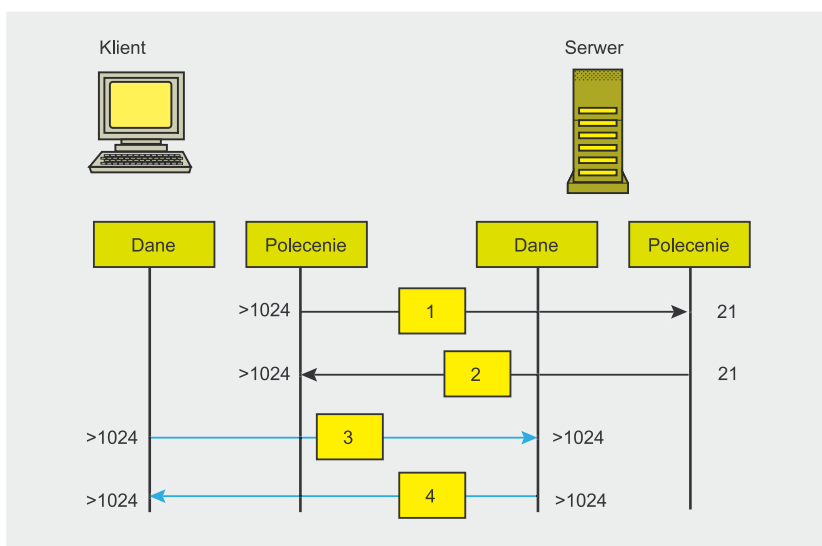 Klient Serwer
Dane Polecenie Dane Polecenie
>1024 1 21
>1024 2 21
>1024 3 >1024
>1024 4 >1024